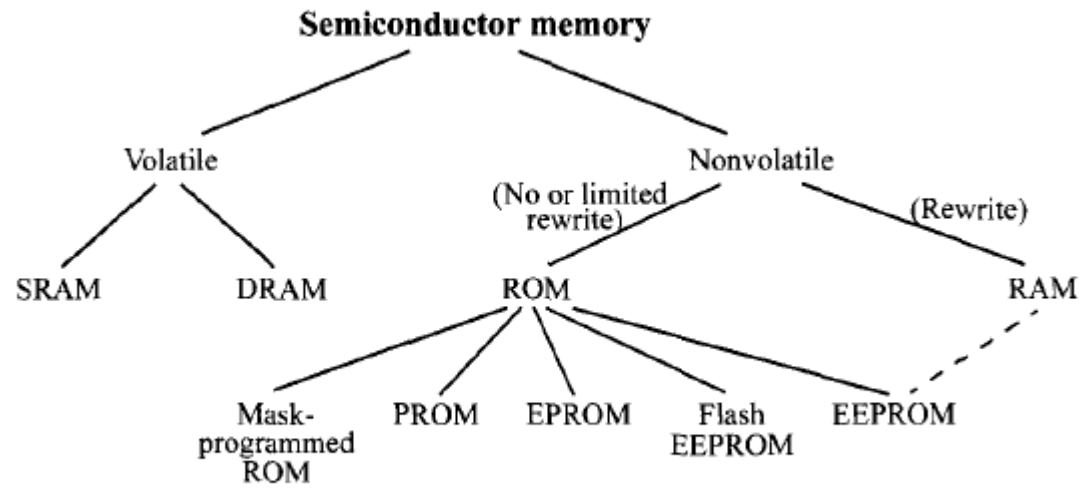 Semiconductor memory
Volatile
Nonvolatile
(No or limited
rewrite)
(Rewrite)
SRAM
DRAM
ROM
RAM
Mask-
programmed
ROM
PROM
EPROM
Flash
EEPROM
EEPROM